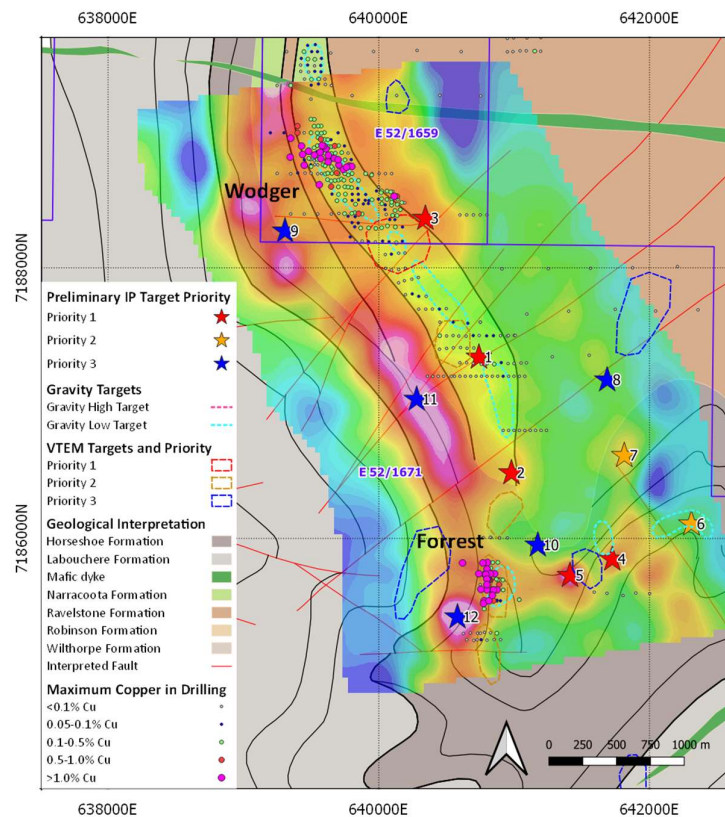 638000E 640000E 642000E
E 52/1659
Wodger
3
9
7188000N
Preliminary IP Target Priority
Priority 1
Priority 2
Priority 3
Gravity Targets
Gravity High Target
Gravity Low Target
VTEM Targets and Priority
Priority 1
Priority 2
Priority 3
Geological Interpretation
Horseshoe Formation
Labouchere Formation
Mafic dyke
Narracoota Formation
Ravelstone Formation
Robinson Formation
Wilthorpe Formation
Interpreted Fault
Maximum Copper in Drilling
<0.1% Cu
0.05-0.1% Cu
0.1-0.5% Cu
0.5-1.0% Cu
>1.0% Cu
1
8
11
7
E 52/1671
2
6
7186000N
Forrest
10
4
5
12
0 250 500 750 1000 m
638000E 640000E 642000E